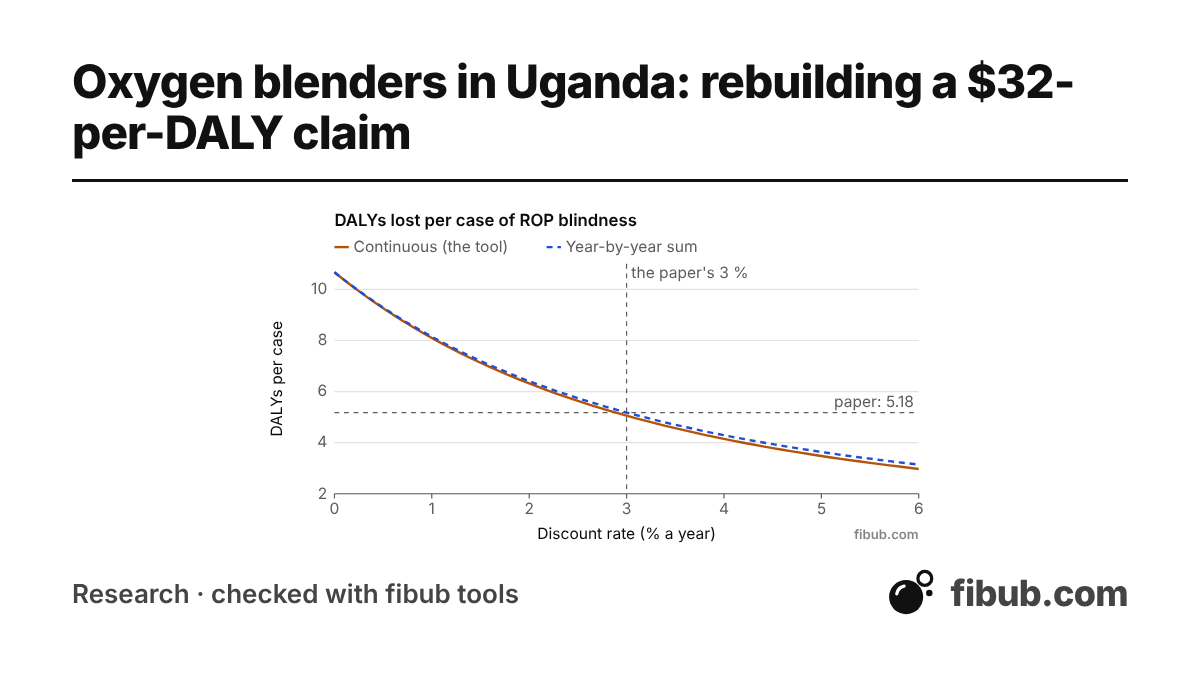 Oxygen blenders in Uganda: rebuilding a $32-
per-DALY claim
DALYs lost per case of ROP blindness
Continuous (the tool) Year-by-year sum
the paper's 3 %
10
8
6
4
2
DALYs per case
paper: 5.18
0 1 2 3 4 5 6
Discount rate (% a year)
fibub.com
Research · checked with fibub tools
fibub.com